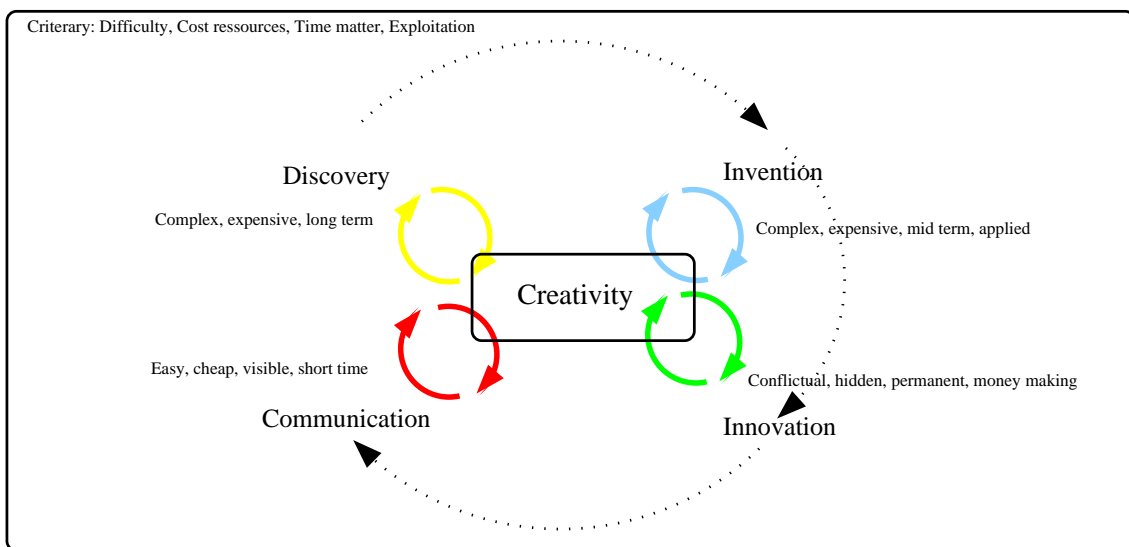 Criterary: Difficulty, Cost ressources, Time matter, Exploitation
Discovery
Invention
Complex, expensive, long term
Complex, expensive, mid term, applied
Creativity
Easy, cheap, visible, short time
Conflictual, hidden, permanent, money making
Communication
Innovation